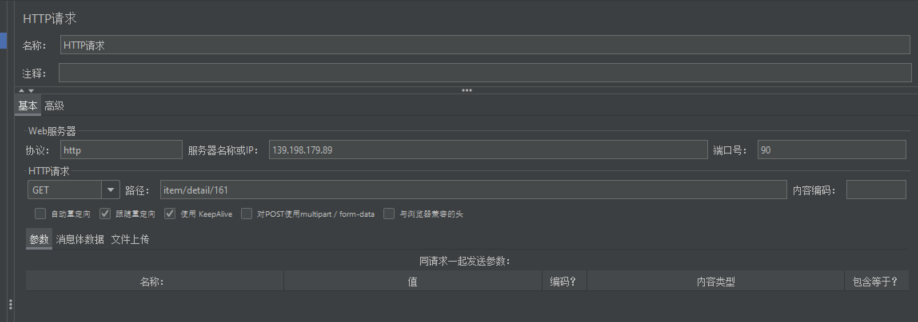 HTTP请求
名称： HTTP请求
注释：
基本 高级
Web服务器
协议： http 服务器名称或IP： 139.198.179.89 端口号： 90
HTTP请求
GET 路径： item/detail/161 内容编码：
自动重定向 跟随重定向 使用 KeepAlive 对POST使用multipart / form-data 与浏览器兼容的头
参数 消息体数据 文件上传
同请求一起发送参数：
名称： 值 编码？ 内容类型 包含等于？